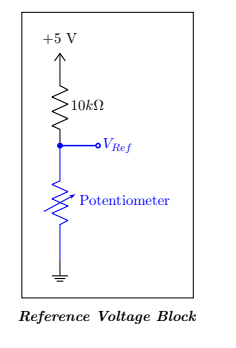 +5 V
10kΩ
V_Ref
Potentiometer
Reference Voltage Block